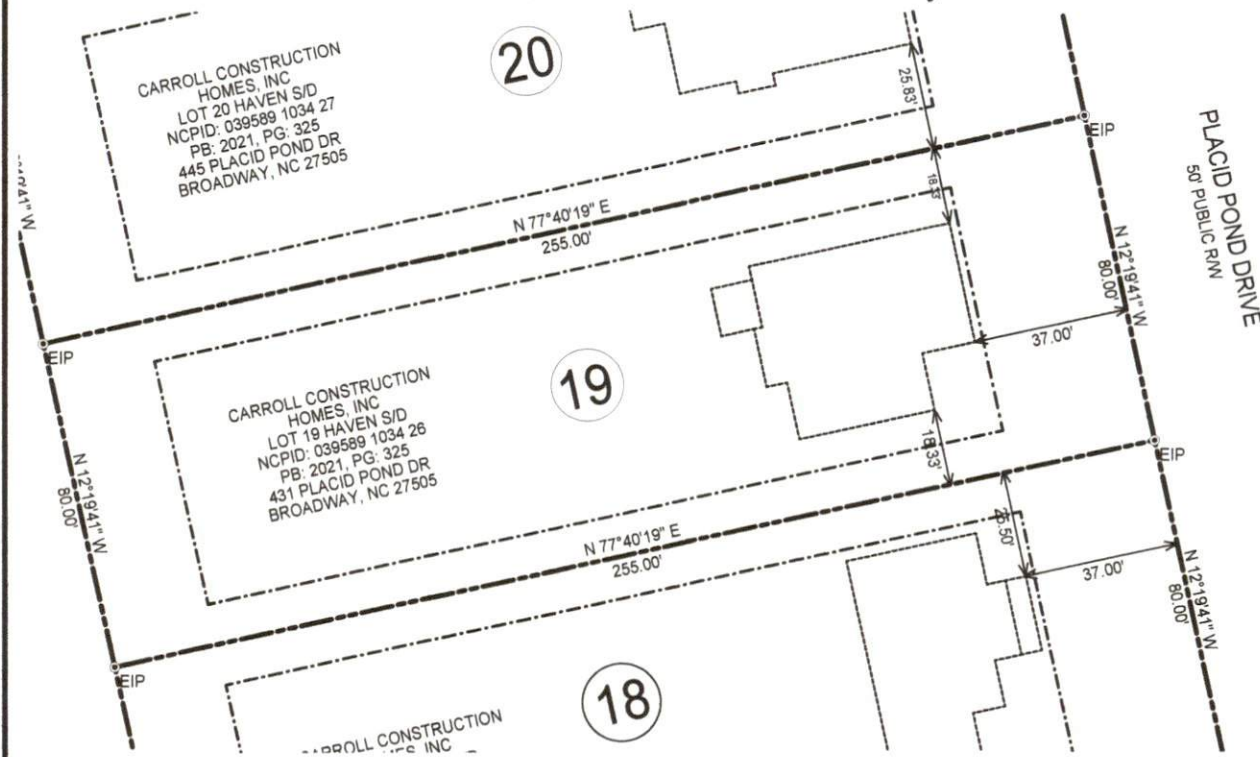 20
CARROLL CONSTRUCTION
HOMES, INC
LOT 20 HAVEN S/D
NCPID: 039589 1034 27
PB: 2021, PG: 325
445 PLACID POND DR
BROADWAY, NC 27505
25.83'
EIP
PLACID POND DRIVE
50' PUBLIC R/W
18.33'
N 77°40'19" E
255.00'
N 12°19'41" W
80.00'
EIP
37.00'
19
CARROLL CONSTRUCTION
HOMES, INC
LOT 19 HAVEN S/D
NCPID: 039589 1034 26
PB: 2021, PG: 325
431 PLACID POND DR
BROADWAY, NC 27505
18.33'
EIP
N 12°19'41" W
80.00'
N 77°40'19" E
255.00'
37.00'
N 12°19'41" W
80.00'
EIP
18
CARROLL CONSTRUCTION
INC